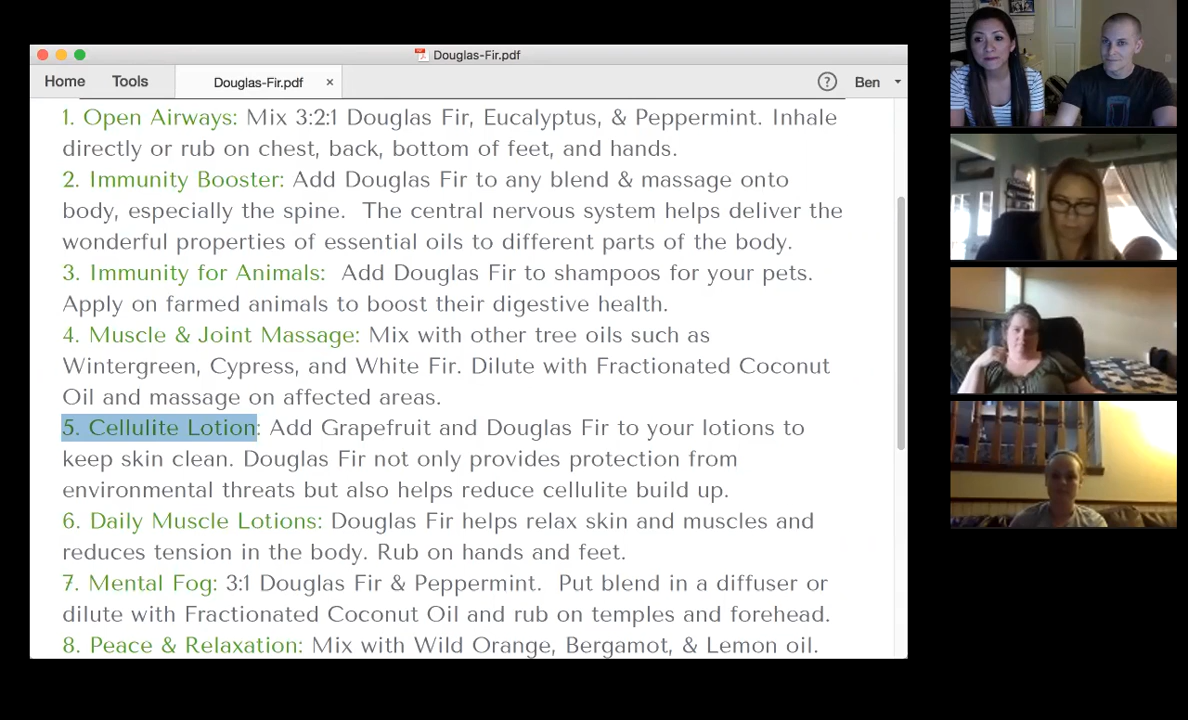 Douglas-Fir.pdf
Home Tools Douglas-Fir.pdf × ? Ben
1. Open Airways: Mix 3:2:1 Douglas Fir, Eucalyptus, & Peppermint. Inhale
directly or rub on chest, back, bottom of feet, and hands.
2. Immunity Booster: Add Douglas Fir to any blend & massage onto
body, especially the spine. The central nervous system helps deliver the
wonderful properties of essential oils to different parts of the body.
3. Immunity for Animals: Add Douglas Fir to shampoos for your pets.
Apply on farmed animals to boost their digestive health.
4. Muscle & Joint Massage: Mix with other tree oils such as
Wintergreen, Cypress, and White Fir. Dilute with Fractionated Coconut
Oil and massage on affected areas.
5. Cellulite Lotion: Add Grapefruit and Douglas Fir to your lotions to
keep skin clean. Douglas Fir not only provides protection from
environmental threats but also helps reduce cellulite build up.
6. Daily Muscle Lotions: Douglas Fir helps relax skin and muscles and
reduces tension in the body. Rub on hands and feet.
7. Mental Fog: 3:1 Douglas Fir & Peppermint. Put blend in a diffuser or
dilute with Fractionated Coconut Oil and rub on temples and forehead.
8. Peace & Relaxation: Mix with Wild Orange, Bergamot, & Lemon oil.